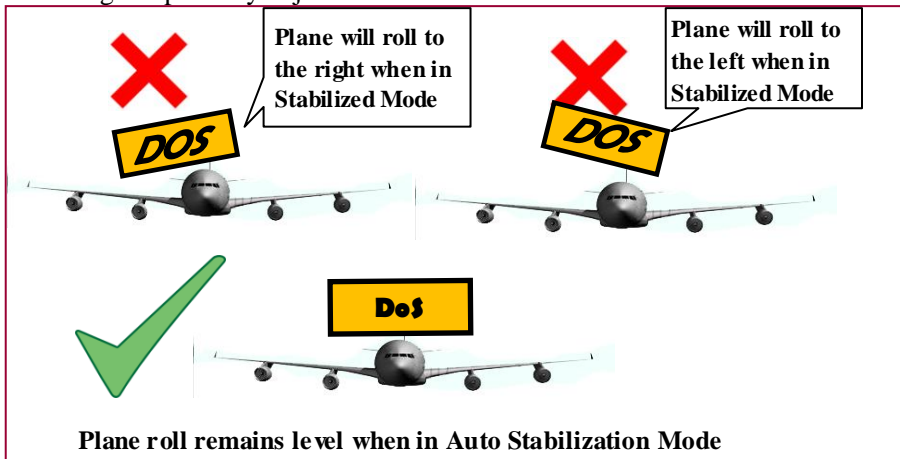 Plane will roll to
the right when in
Stabilized Mode
Plane will roll to
the left when in
Stabilized Mode
DOS
DOS
DoS
Plane roll remains level when in Auto Stabilization Mode